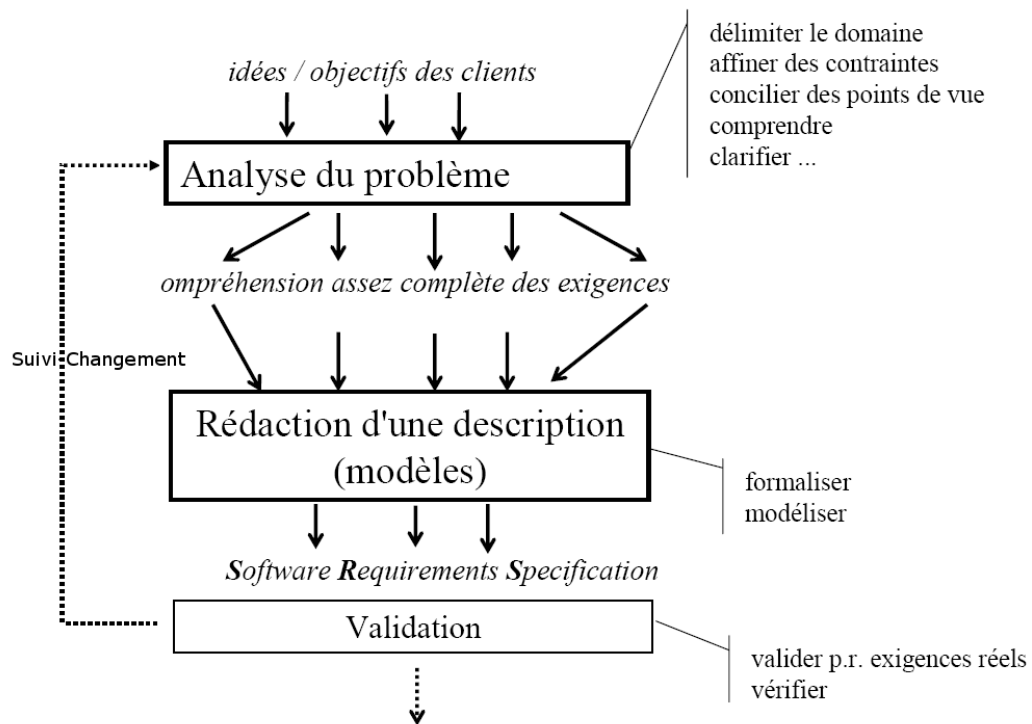 délimiter le domaine
affiner des contraintes
concilier des points de vue
comprendre
clarifier ...
idées / objectifs des clients
Analyse du problème
ompréhension assez complète des exigences
Suivi Changement
Rédaction d'une description
(modèles)
formaliser
modéliser
Software Requirements Specification
Validation
valider p.r. exigences réels
vérifier